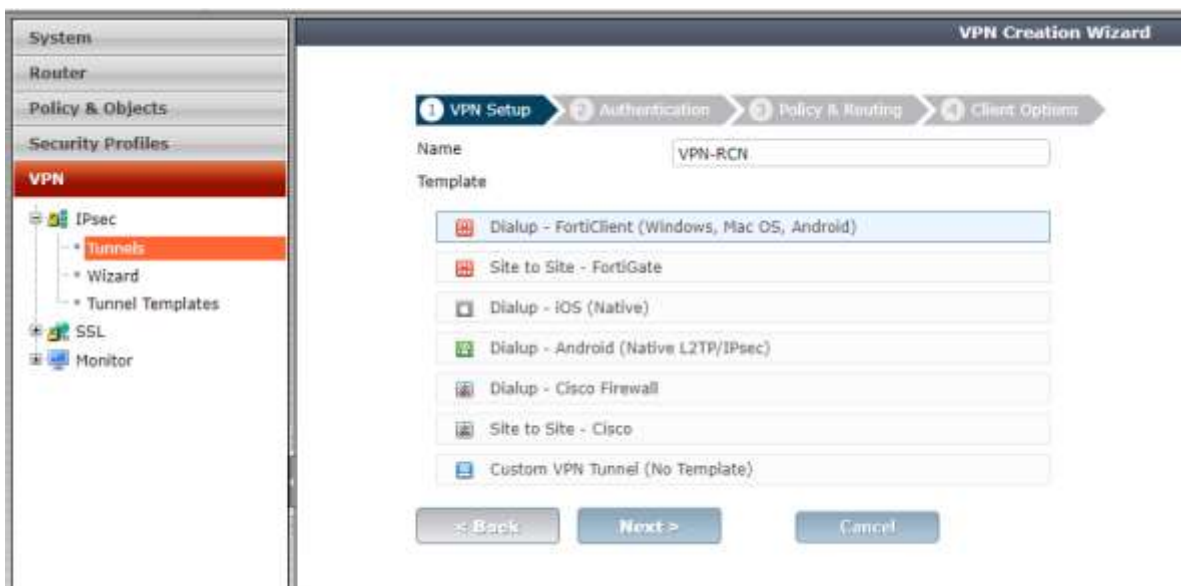 VPN Creation Wizard
System
Router
Policy & Objects
Security Profiles
VPN
IPsec
Tunnels
Wizard
Tunnel Templates
SSL
Monitor
1 VPN Setup 2 Authentication 3 Policy & Routing 4 Client Options
Name VPN-RCN
Template
Dialup - FortiClient (Windows, Mac OS, Android)
Site to Site - FortiGate
Dialup - iOS (Native)
Dialup - Android (Native L2TP/IPsec)
Dialup - Cisco Firewall
Site to Site - Cisco
Custom VPN Tunnel (No Template)
< Back Next > Cancel